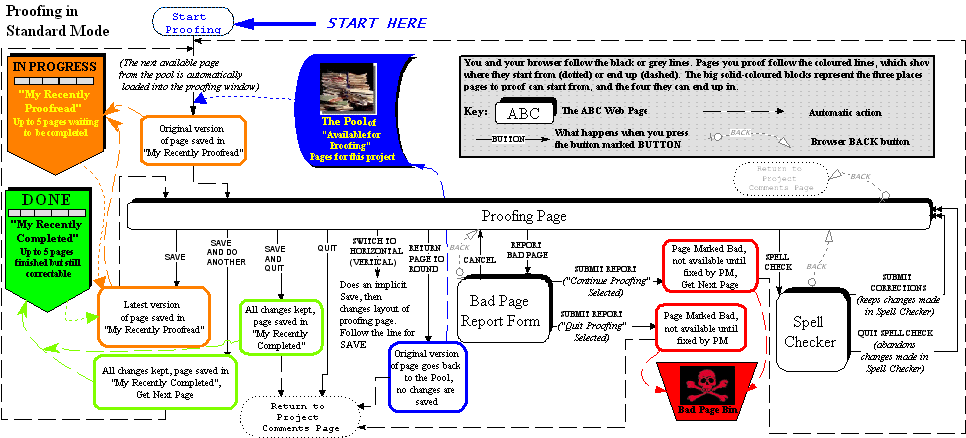 Proofing in
Standard Mode
Start
Proofing
START HERE
(The next available page
from the pool is automatically
loaded into the proofing window)
IN PROGRESS
"My Recently
Proofread"
Up to 5 pages waiting
to be completed
Original version
of page saved in
"My Recently Proofread"
The Pool of
"Available for
Proofing"
Pages for this project
You and your browser follow the black or grey lines. Pages you proof follow the coloured lines, which show
where they start from (dotted) or end up (dashed). The big solid-coloured blocks represent the three places
pages to proof can start from, and the four they can end up in.
Key:
ABC
The ABC Web Page
Automatic action
BUTTON
What happens when you press
the button marked BUTTON
BACK
Browser BACK button
Return to
Project
Comments Page
BACK
DONE
"My Recently
Completed"
Up to 5 pages
finished but still
correctable
Proofing Page
SAVE
SAVE
AND DO
ANOTHER
SAVE
AND
QUIT
QUIT
SWITCH TO
HORIZONTAL
(VERTICAL)
Does an implicit
Save, then
changes layout of
proofing page.
Follow the line for
SAVE
RETURN
PAGE TO
ROUND
BACK
CANCEL
REPORT
BAD PAGE
Bad Page
Report Form
SUBMIT REPORT
("Continue Proofing"
Selected)
SUBMIT REPORT
("Quit Proofing"
Selected)
Page Marked Bad,
not available until
fixed by PM,
Get Next Page
Page Marked Bad,
not available until
fixed by PM
Bad Page Bin
SPELL
CHECK
BACK
Spell
Checker
SUBMIT
CORRECTIONS
(keeps changes made
in Spell Checker)
QUIT SPELL CHECK
(abandons
changes made in
Spell Checker)
Latest version
of page saved in
"My Recently Proofread"
All changes kept,
page saved in
"My Recently
Completed"
All changes kept, page saved in
"My Recently Completed",
Get Next Page
Original version
of page goes back
to the Pool,
no changes are
saved
Return to
Project
Comments Page